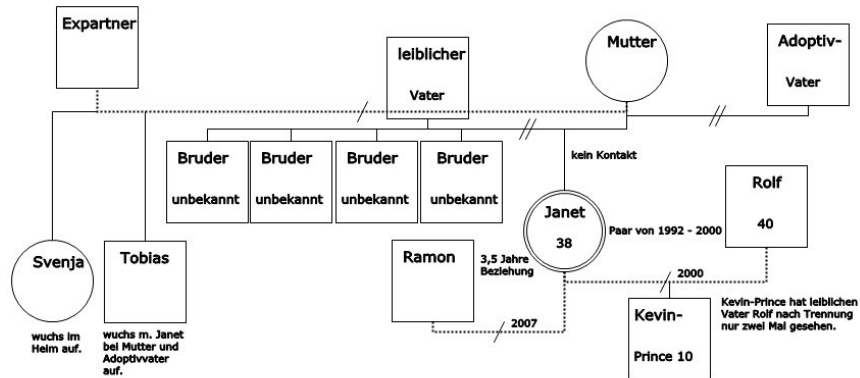 Expartner
leiblicher
Vater
Mutter
Adoptiv-
Vater
Bruder
unbekannt
Bruder
unbekannt
Bruder
unbekannt
Bruder
unbekannt
kein Kontakt
Janet
38
Paar von 1992 - 2000
Rolf
40
Svenja
wuchs im
Heim auf.
Tobias
wuchs m. Janet
bei Mutter und
Adoptivvater
auf.
Ramon
3,5 Jahre
Beziehung
2007
2000
Kevin-
Prince 10
Kevin-Prince hat leiblichen
Vater Rolf nach Trennung
nur zwei Mal gesehen.